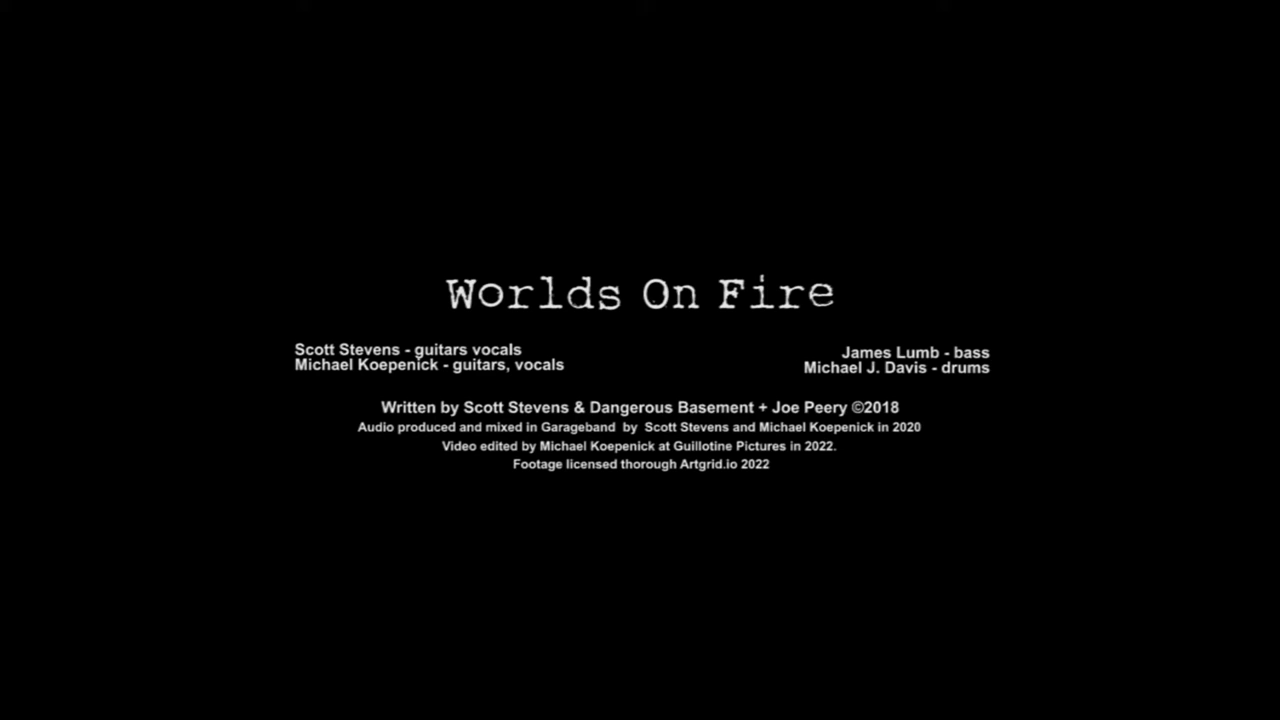 Worlds On Fire
Scott Stevens - guitars vocals
Michael Koepenick - guitars, vocals
James Lumb - bass
Michael J. Davis - drums
Written by Scott Stevens & Dangerous Basement + Joe Peery ©2018
Audio produced and mixed in Garageband  by  Scott Stevens and Michael Koepenick in 2020
Video edited by Michael Koepenick at Guillotine Pictures in 2022.
Footage licensed thorough Artgrid.io 2022